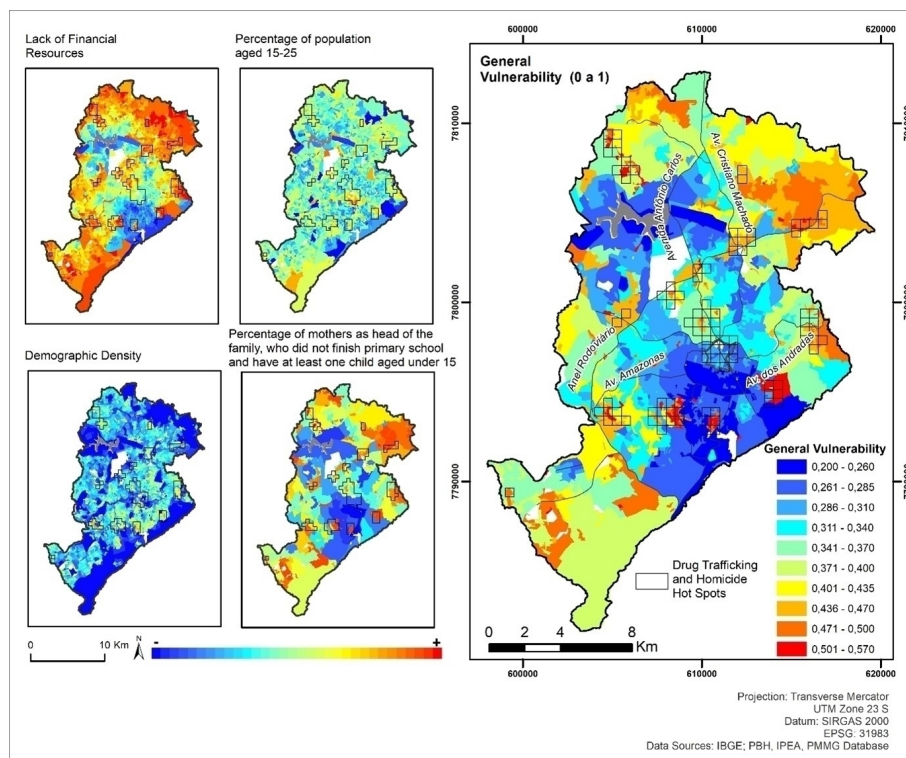 Lack of Financial
Resources
Percentage of population
aged 15-25
Demographic Density
Percentage of mothers as head of the
family, who did not finish primary school
and have at least one child aged under 15
0
10 Km
N
-
+
600000
610000
620000
General
Vulnerability (0 a 1)
7810000
7790000
Avenida Antônio Carlos
Av. Cristiano Machado
Anel Rodoviário
Av. Amazonas
Av. dos Andradas
General Vulnerability
0,200 - 0,260
0,261 - 0,285
0,286 - 0,310
0,311 - 0,340
0,341 - 0,370
0,371 - 0,400
0,401 - 0,435
0,436 - 0,470
0,471 - 0,500
0,501 - 0,570
Drug Trafficking
and Homicide
Hot Spots
0 2 4 8
Km
600000
610000
620000
Projection: Transverse Mercator
UTM Zone 23 S
Datum: SIRGAS 2000
EPSG: 31983
Data Sources: IBGE; PBH, IPEA, PMMG Database